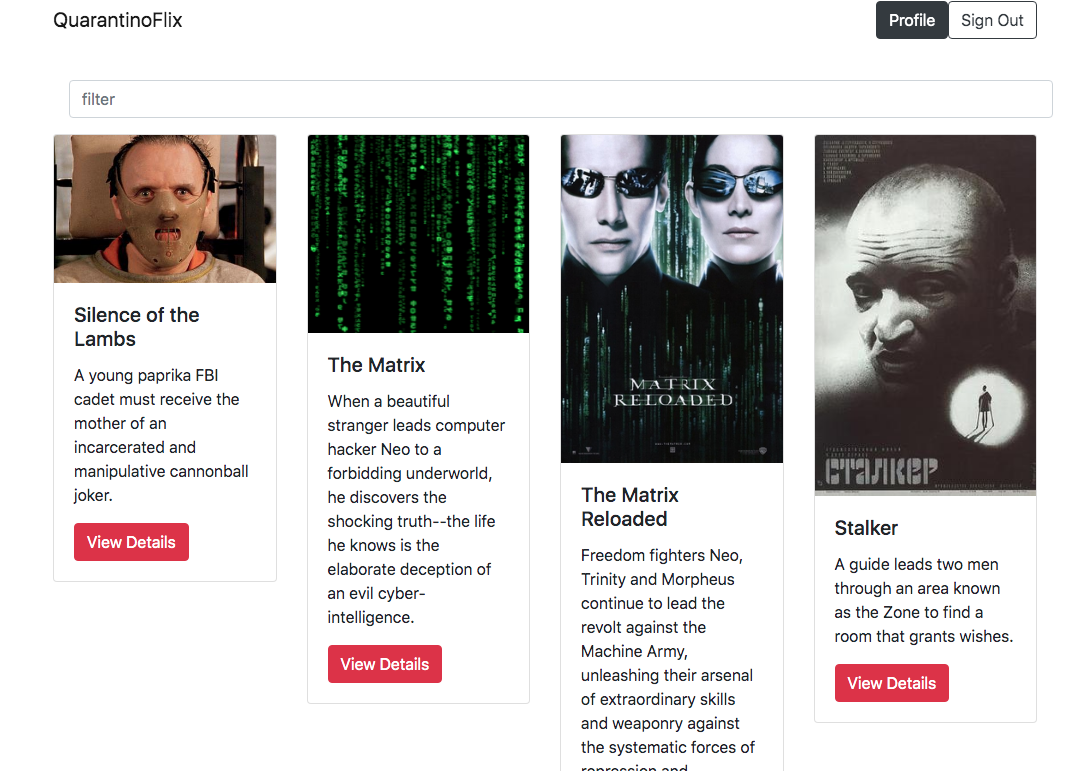 QuarantinoFlix
Profile
Sign Out
filter
Silence of the
Lambs
A young paprika FBI
cadet must receive the
mother of an
incarcerated and
manipulative cannonball
joker.
View Details
The Matrix
When a beautiful
stranger leads computer
hacker Neo to a
forbidding underworld,
he discovers the
shocking truth--the life
he knows is the
elaborate deception of
an evil cyber-
intelligence.
View Details
MATRIX
RELOADED
The Matrix
Reloaded
Freedom fighters Neo,
Trinity and Morpheus
continue to lead the
revolt against the
Machine Army,
unleashing their arsenal
of extraordinary skills
and weaponry against
the systematic forces of
repression and
сталкер
Stalker
A guide leads two men
through an area known
as the Zone to find a
room that grants wishes.
View Details